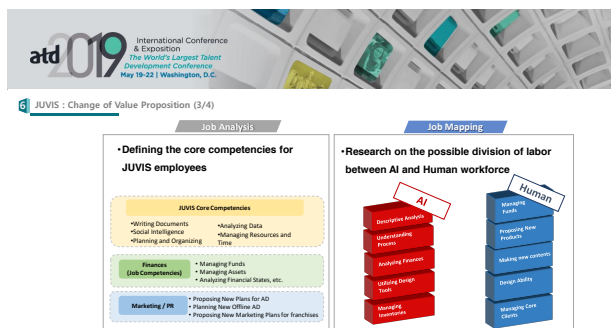 atd 2019
International Conference
& Exposition
The World's Largest Talent
Development Conference
May 19-22 | Washington, D.C.
6 JUVIS : Change of Value Proposition (3/4)
Job Analysis
•Defining the core competencies for
JUVIS employees
JUVIS Core Competencies
•Writing Documents
•Social Intelligence
•Planning and Organizing
•Analyzing Data
•Managing Resources and
Time
Finances
(Job Competencies)
• Managing Funds
• Managing Assets
• Analyzing Financial States, etc.
Marketing / PR
• Proposing New Plans for AD
• Planning New Offline AD
• Proposing New Marketing Plans for franchises
Job Mapping
•Research on the possible division of labor
between AI and Human workforce
AI
Descriptive Analysis
Understanding
Process
Analyzing Finances
Utilizing Design
Tools
Managing
Inventories
Human
Managing
Funds
Proposing New
Products
Making new contents
Design Ability
Managing Core
Clients